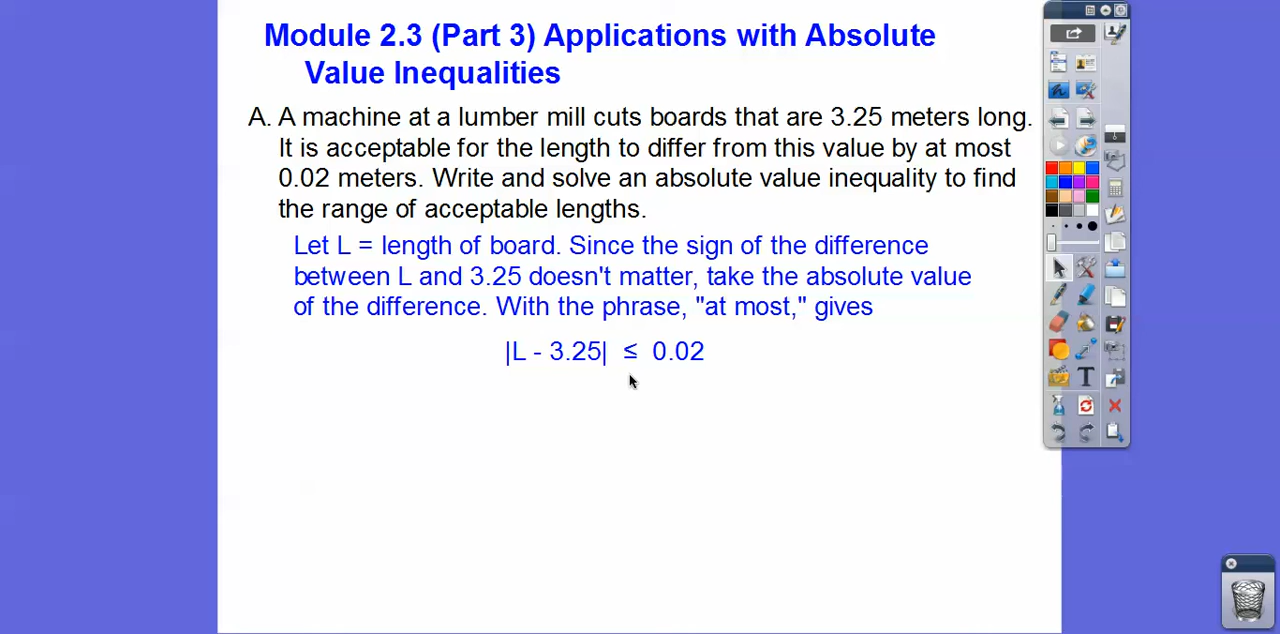 Module 2.3 (Part 3) Applications with Absolute
Value Inequalities
A. A machine at a lumber mill cuts boards that are 3.25 meters long.
It is acceptable for the length to differ from this value by at most
0.02 meters. Write and solve an absolute value inequality to find
the range of acceptable lengths.
Let L = length of board. Since the sign of the difference
between L and 3.25 doesn't matter, take the absolute value
of the difference. With the phrase, "at most," gives
|L - 3.25| ≤ 0.02
T